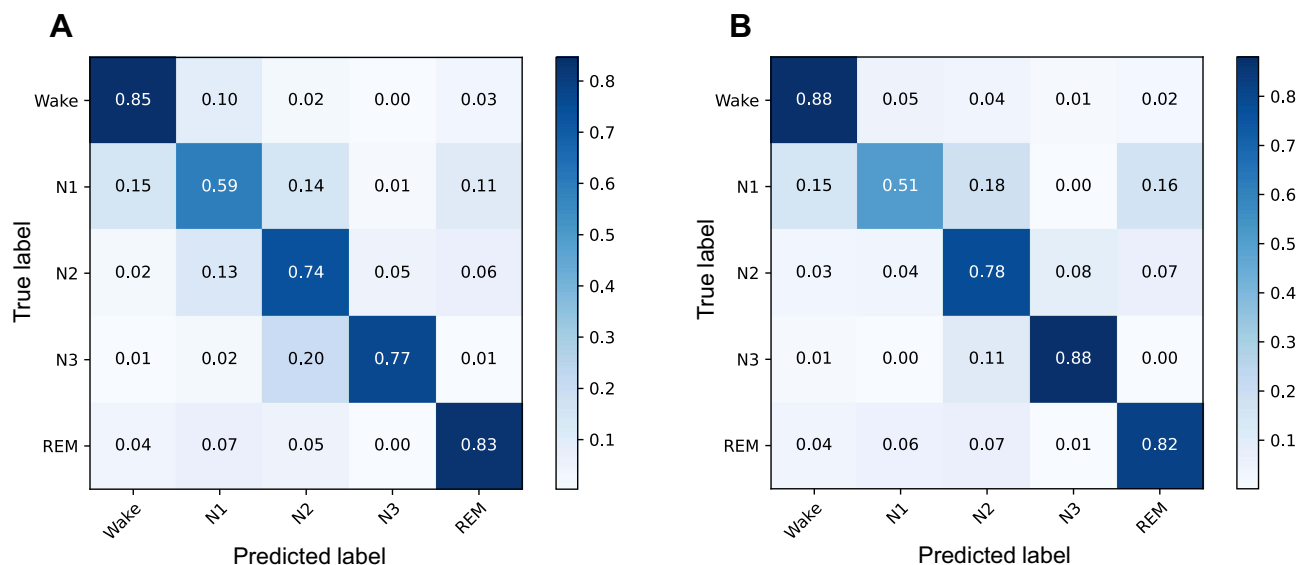 A
Wake 0.85 0.10 0.02 0.00 0.03
N1 0.15 0.59 0.14 0.01 0.11
N2 0.02 0.13 0.74 0.05 0.06
N3 0.01 0.02 0.20 0.77 0.01
REM 0.04 0.07 0.05 0.00 0.83
Wake N1 N2 N3 REM
Predicted label
True label
0.8
0.7
0.6
0.5
0.4
0.3
0.2
0.1
B
Wake 0.88 0.05 0.04 0.01 0.02
N1 0.15 0.51 0.18 0.00 0.16
N2 0.03 0.04 0.78 0.08 0.07
N3 0.01 0.00 0.11 0.88 0.00
REM 0.04 0.06 0.07 0.01 0.82
Wake N1 N2 N3 REM
Predicted label
True label
0.8
0.7
0.6
0.5
0.4
0.3
0.2
0.1